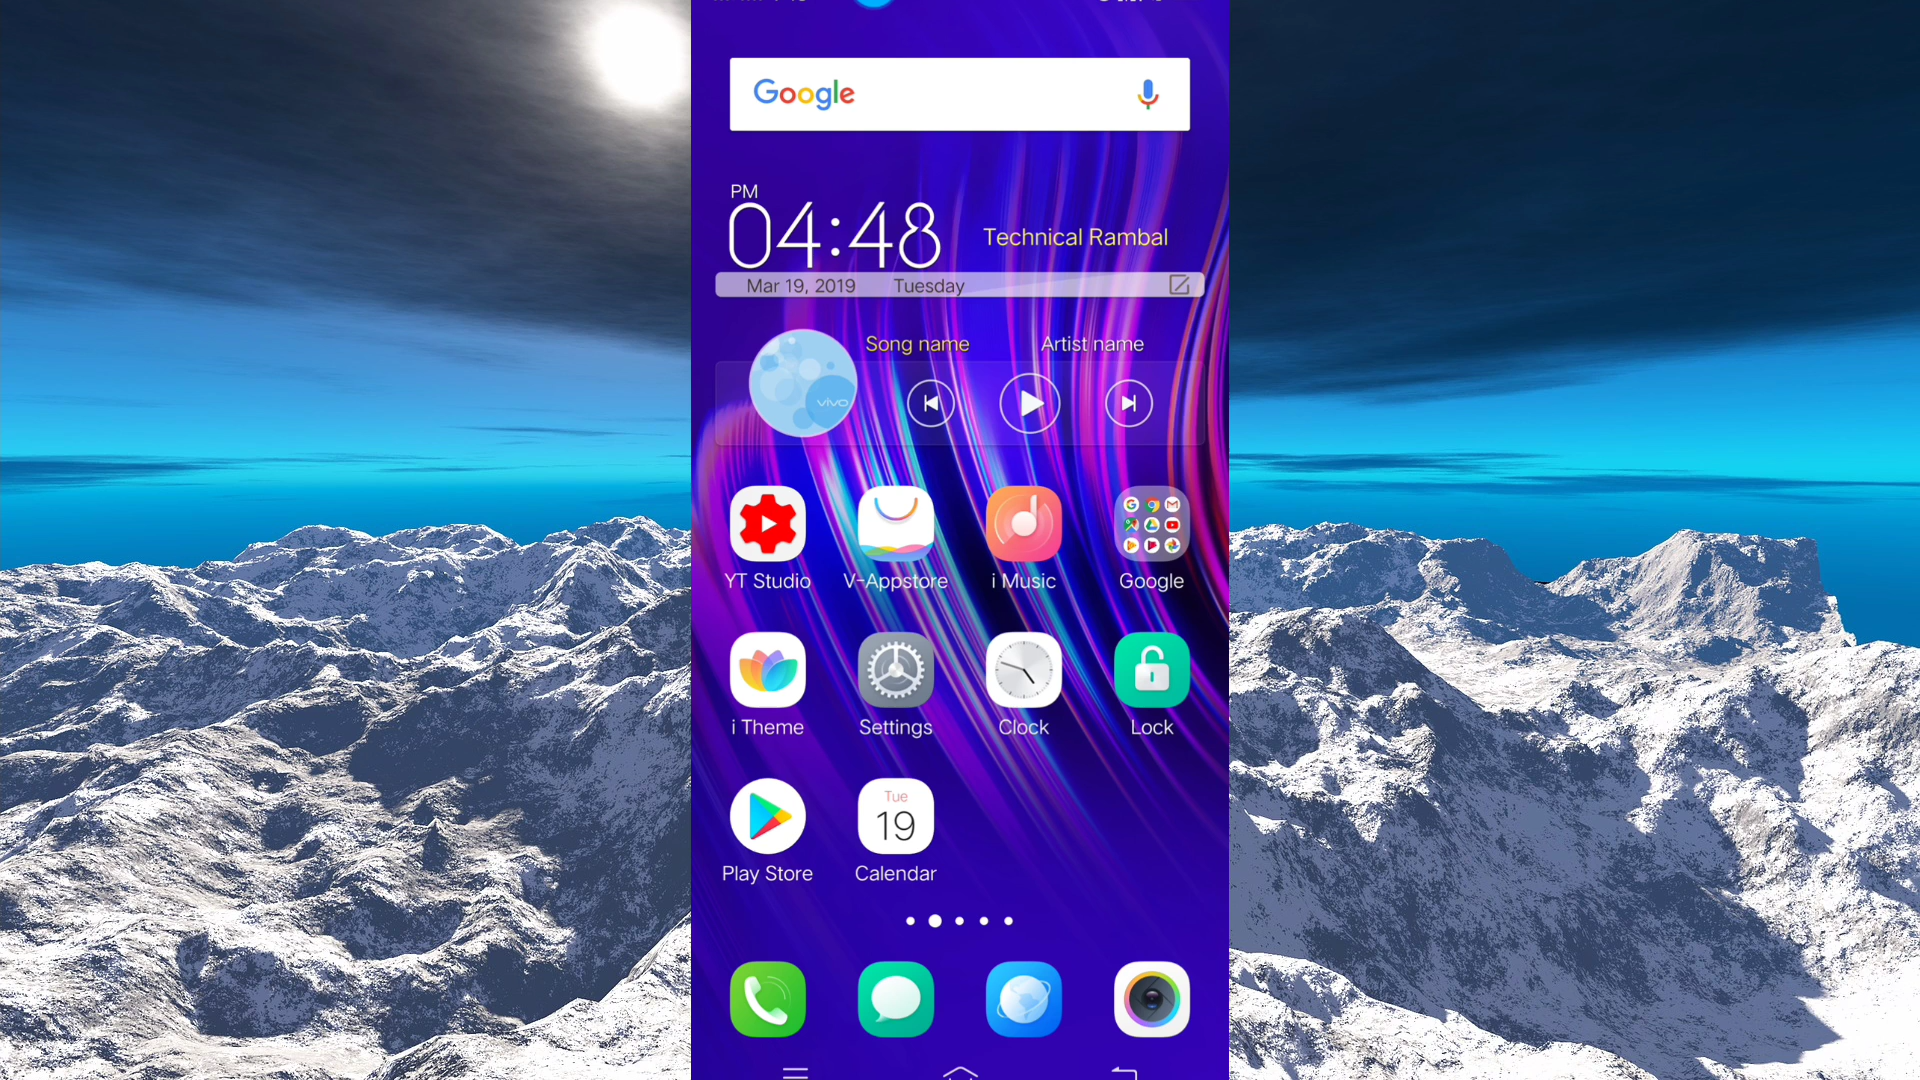 Google
PM
04:48
Technical Rambal
Mar 19, 2019 Tuesday
Song name Artist name
vivo
YT Studio V-Appstore i Music Google
i Theme Settings Clock Lock
Tue
19
Play Store Calendar